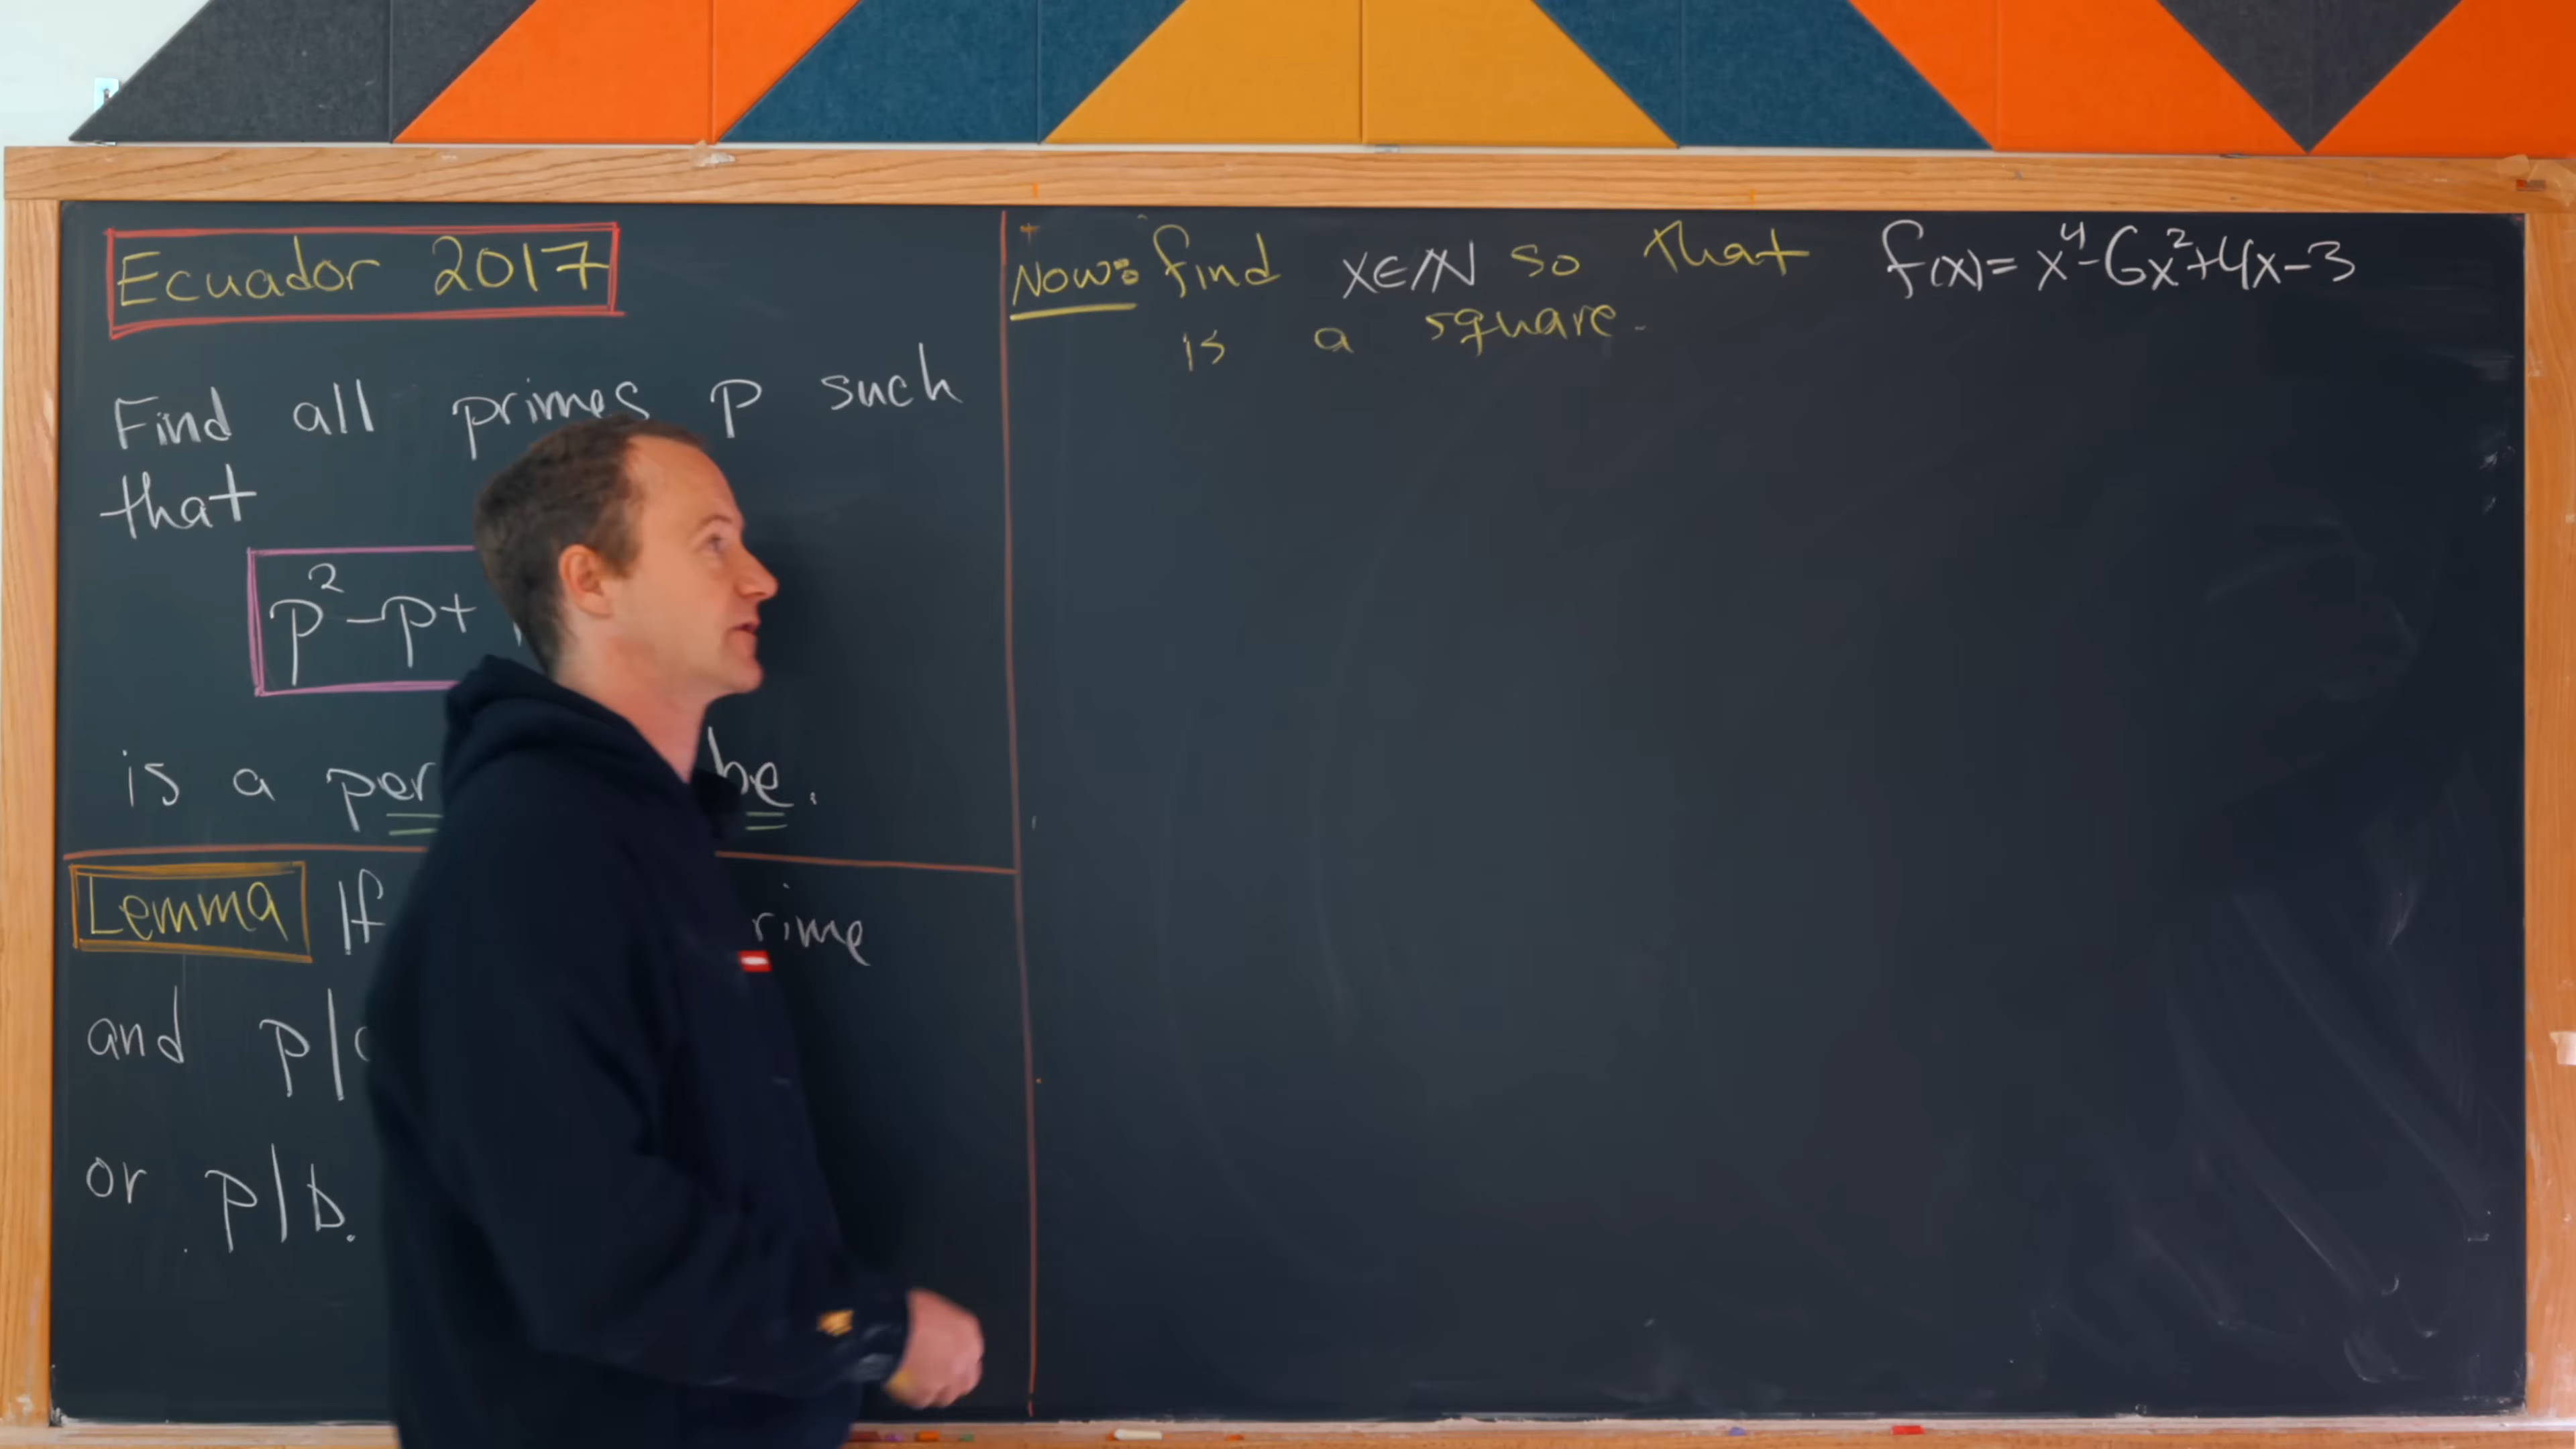 Ecuador 2017
Find all primes p such
that
p²-p+
is a be.
Lemma If rime
and p|
or p|b.
Now: find x∈ℕ so that f(x)= x⁴-6x²+4x-3
is a square.